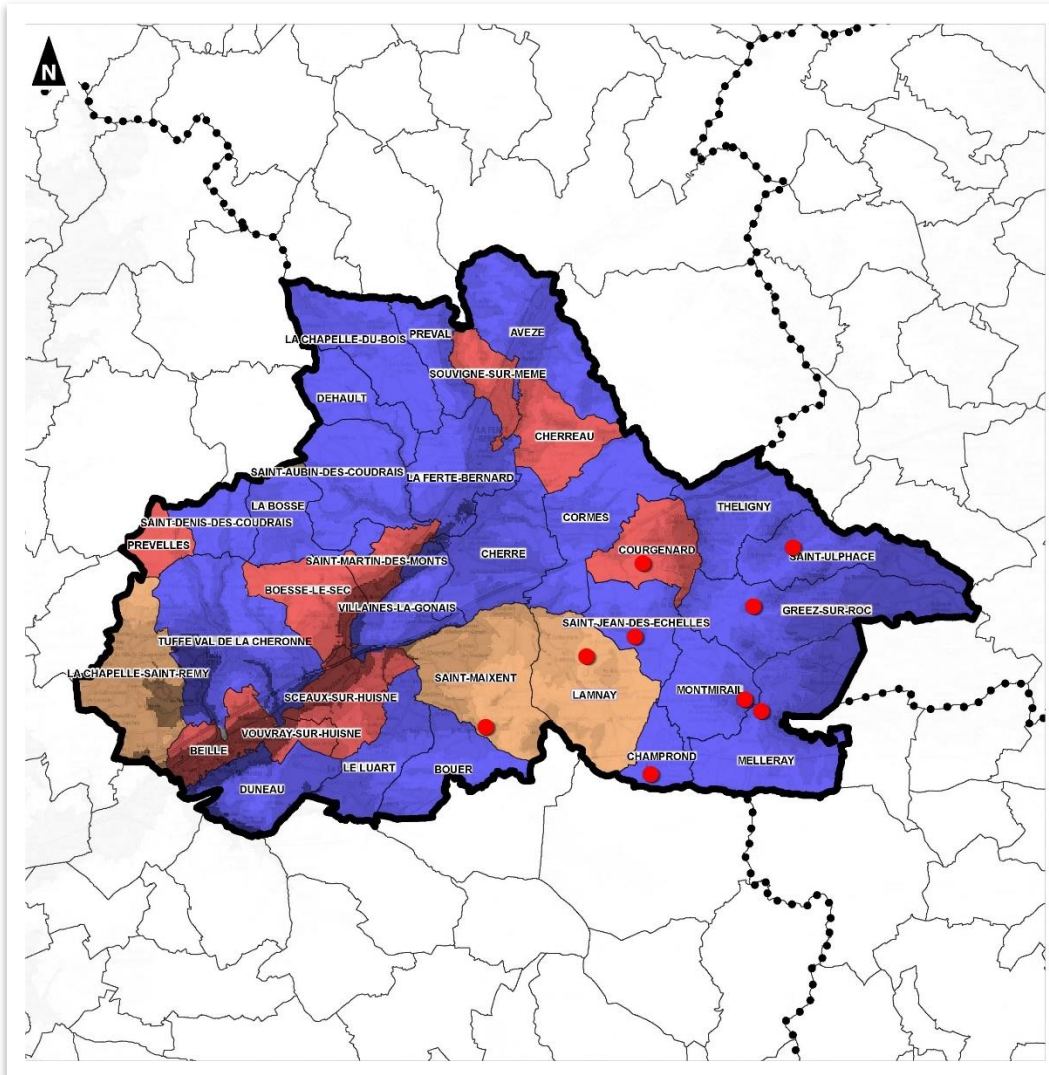 N
AVEZE
PREVAL
LA CHAPELLE-DU-BOIS
SOUVIGNE-SUR-MEME
DEHAULT
CHERREAU
SAINT-AUBIN-DES-COUDRAIS
LA FERTE-BERNARD
LA BOSSE
THELIGNY
CORMES
SAINT-DENIS-DES-COUDRAIS
PREVELLES
COURGENARD
CHERRE
SAINT-ULPHACE
SAINT-MARTIN-DES-MONTS
BOESSE-LE-SEC
VILLAINES-LA-GONAIS
GREEZ-SUR-ROC
SAINT-JEAN-DES-ECHELLES
TUFFE VAL DE LA CHERONNE
LA CHAPELLE-SAINT-REMY
SAINT-MAIXENT
SCEAUX-SUR-HUISNE
LAMNAY
MONTMIRAIL
VOUVRAY-SUR-HUISNE
BEILLE
CHAMPROND
MELLERAY
LE LUART
BOUER
DUNEAU